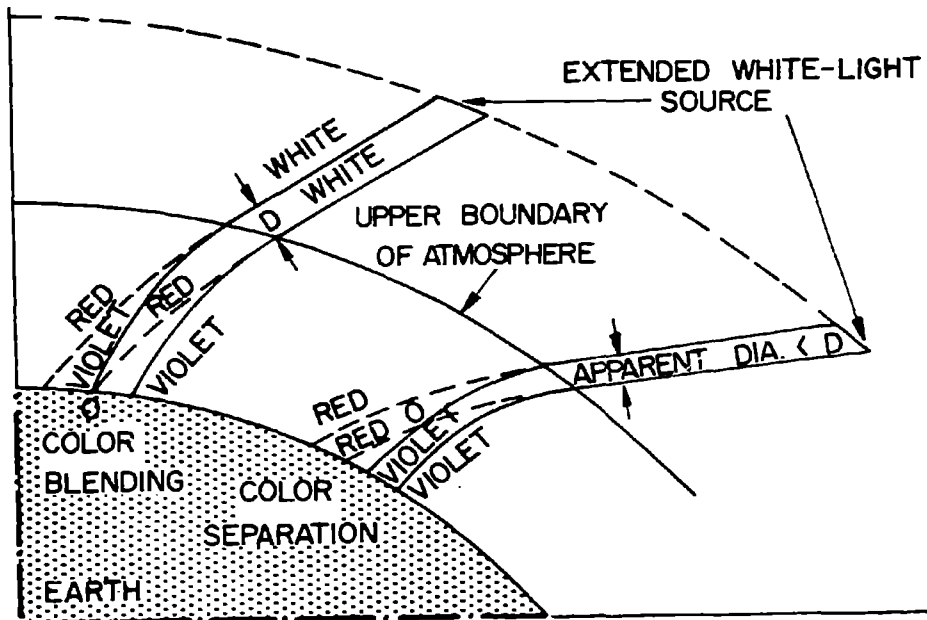 EXTENDED WHITE-LIGHT
SOURCE
WHITE
D WHITE
UPPER BOUNDARY
OF ATMOSPHERE
RED
VIOLET
RED
VIOLET
APPARENT DIA. < D
RED
RED O
VIOLET
VIOLET
O
COLOR
BLENDING
COLOR
SEPARATION
EARTH